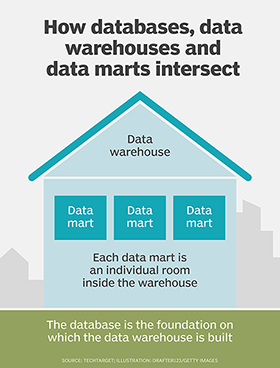 How databases, data
warehouses and
data marts intersect
Data
warehouse
Data
mart
Data
mart
Data
mart
Each data mart is
an individual room
inside the warehouse
The database is the foundation on
which the data warehouse is built
SOURCE: TECHTARGET; ILLUSTRATION: DRAFTER123/GETTY IMAGES